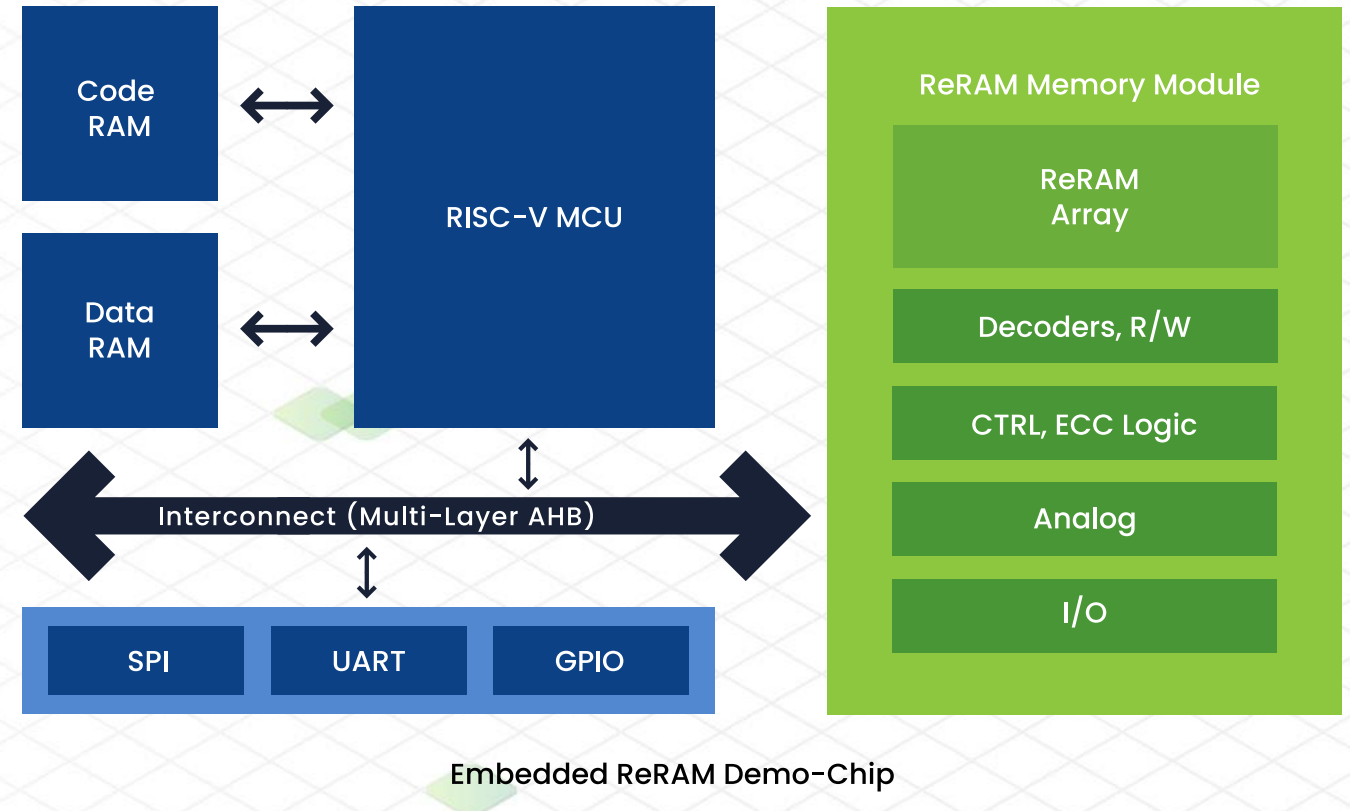 Code
RAM
Data
RAM
RISC-V MCU
Interconnect (Multi-Layer AHB)
SPI
UART
GPIO
ReRAM Memory Module
ReRAM
Array
Decoders, R/W
CTRL, ECC Logic
Analog
I/O
Embedded ReRAM Demo-Chip